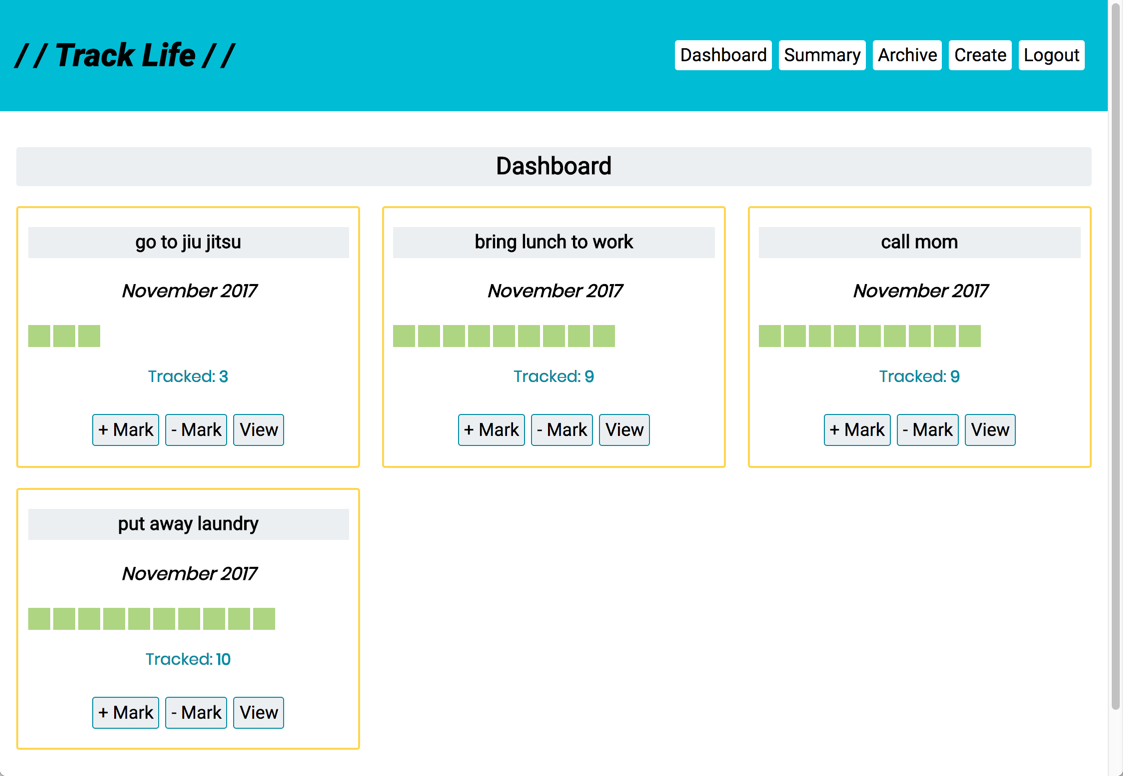 / / Track Life / /
Dashboard Summary Archive Create Logout
Dashboard
go to jiu jitsu
November 2017
Tracked: 3
+ Mark - Mark View
bring lunch to work
November 2017
Tracked: 9
+ Mark - Mark View
call mom
November 2017
Tracked: 9
+ Mark - Mark View
put away laundry
November 2017
Tracked: 10
+ Mark - Mark View